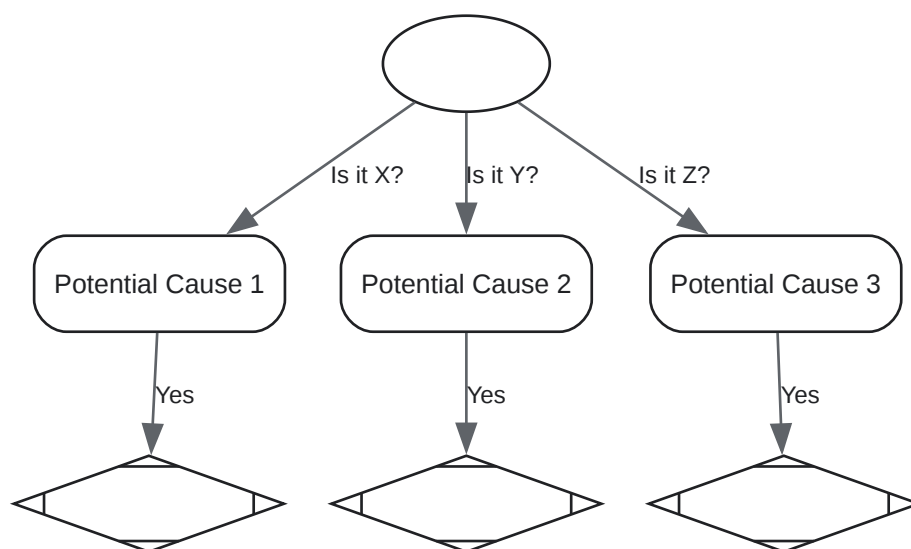 Is it X?
Is it Y?
Is it Z?
Potential Cause 1
Potential Cause 2
Potential Cause 3
Yes
Yes
Yes